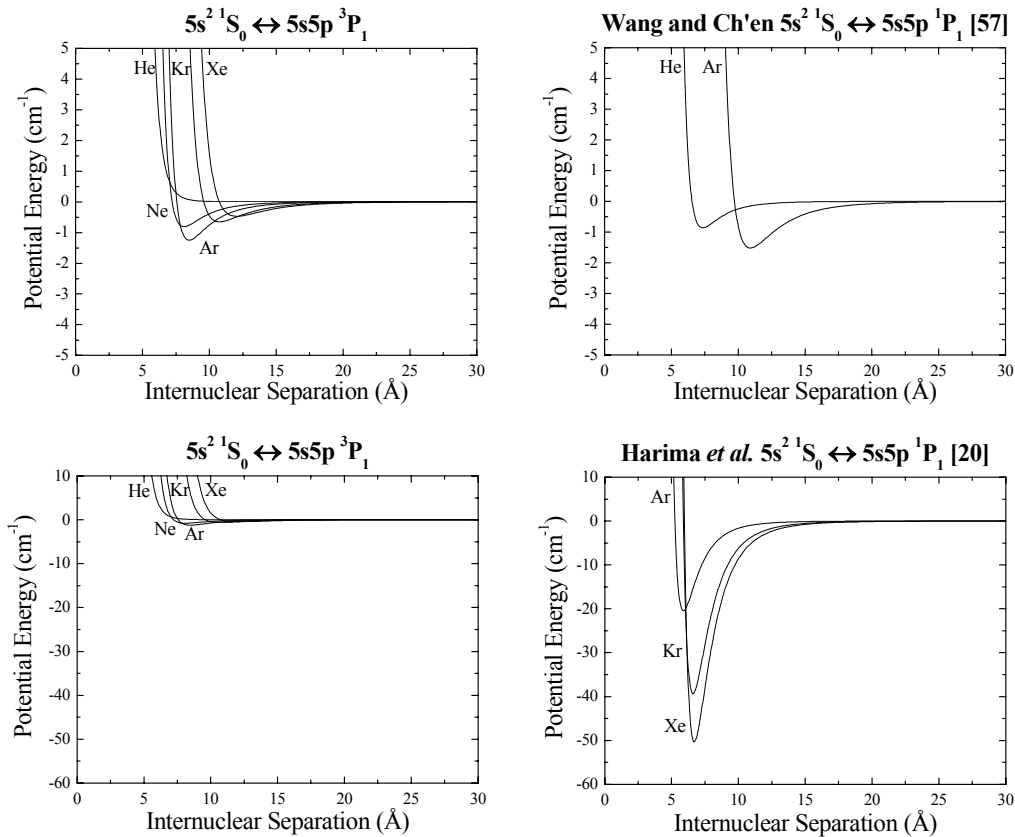 5s² ¹S₀ ↔ 5s5p ³P₁
5
4
3
2
1
0
-1
-2
-3
-4
-5
Potential Energy (cm⁻¹)
He
Kr
Xe
Ne
Ar
0 5 10 15 20 25 30
Internuclear Separation (Å)
Wang and Ch'en 5s² ¹S₀ ↔ 5s5p ¹P₁ [57]
5
4
3
2
1
0
-1
-2
-3
-4
-5
Potential Energy (cm⁻¹)
He
Ar
0 5 10 15 20 25 30
Internuclear Separation (Å)
5s² ¹S₀ ↔ 5s5p ³P₁
10
0
-10
-20
-30
-40
-50
-60
Potential Energy (cm⁻¹)
He
Kr
Xe
Ne
Ar
0 5 10 15 20 25 30
Internuclear Separation (Å)
Harima et al. 5s² ¹S₀ ↔ 5s5p ¹P₁ [20]
10
0
-10
-20
-30
-40
-50
-60
Potential Energy (cm⁻¹)
Ar
Kr
Xe
0 5 10 15 20 25 30
Internuclear Separation (Å)